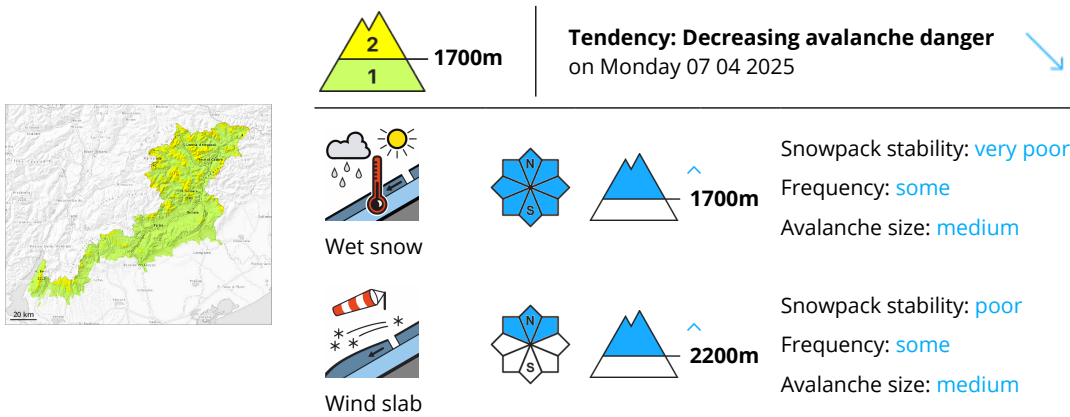 2
1
1700m
Tendency: Decreasing avalanche danger
on Monday 07 04 2025
20 km
N
S
1700m
Snowpack stability: very poor
Frequency: some
Avalanche size: medium
Wet snow
N
S
2200m
Snowpack stability: poor
Frequency: some
Avalanche size: medium
Wind slab